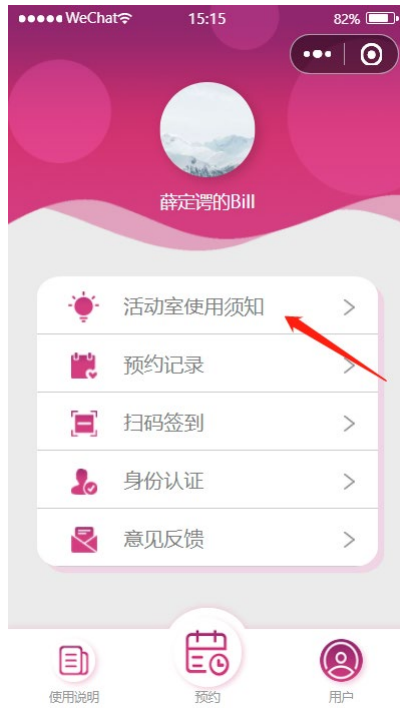 WeChat 15:15 82%
薛定谔的Bill
活动室使用须知
预约记录
扫码签到
身份认证
意见反馈
使用说明 预约 用户